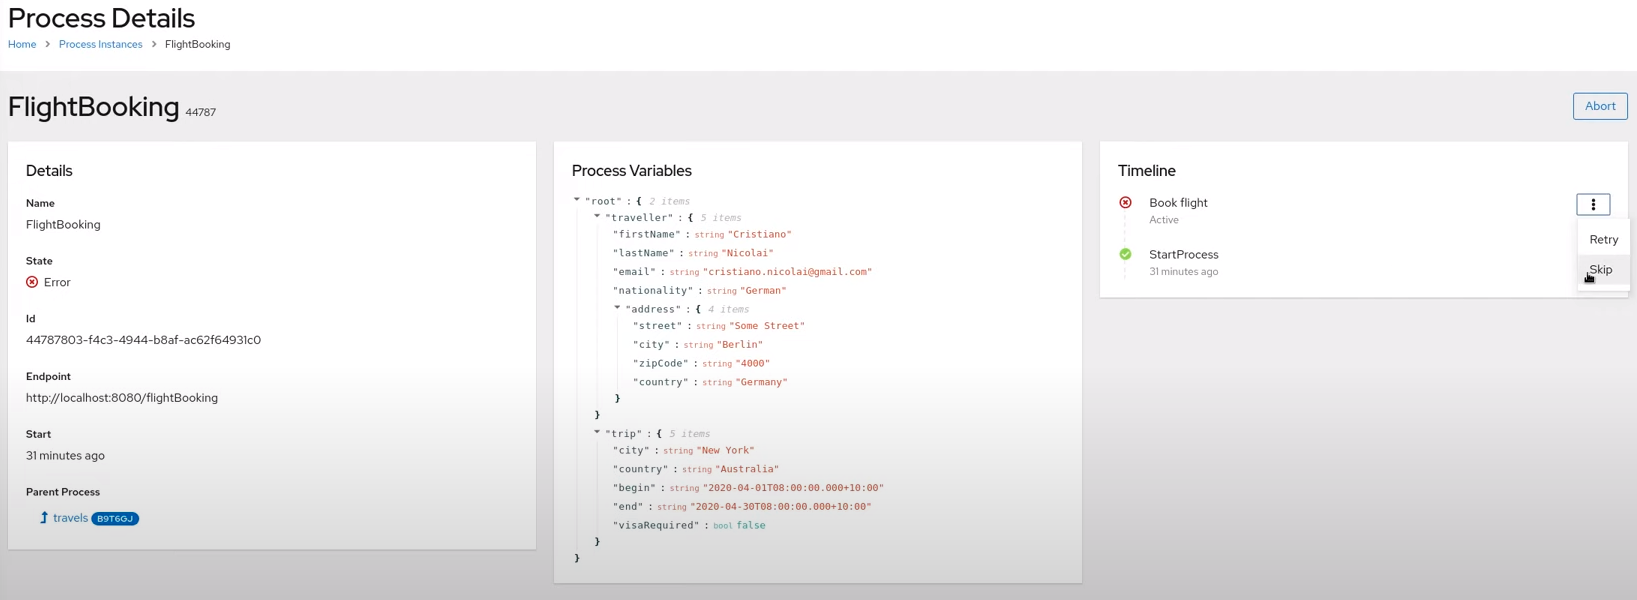 Process Details
Home > Process Instances > FlightBooking
FlightBooking 44787
Abort
Details
Name
FlightBooking
State
Error
Id
44787803-f4c3-4944-b8af-ac62f64931c0
Endpoint
http://localhost:8080/flightBooking
Start
31 minutes ago
Parent Process
travels B9T6GJ
Process Variables
"root" : { 2 items
"traveller" : { 5 items
"firstName" : string "Cristiano"
"lastName" : string "Nicolai"
"email" : string "cristiano.nicolai@gmail.com"
"nationality" : string "German"
"address" : { 4 items
"street" : string "Some Street"
"city" : string "Berlin"
"zipCode" : string "4000"
"country" : string "Germany"
}
}
"trip" : { 5 items
"city" : string "New York"
"country" : string "Australia"
"begin" : string "2020-04-01T08:00:00.000+10:00"
"end" : string "2020-04-30T08:00:00.000+10:00"
"visaRequired" : bool false
}
}
Timeline
Book flight
Active
StartProcess
31 minutes ago
Retry
Skip